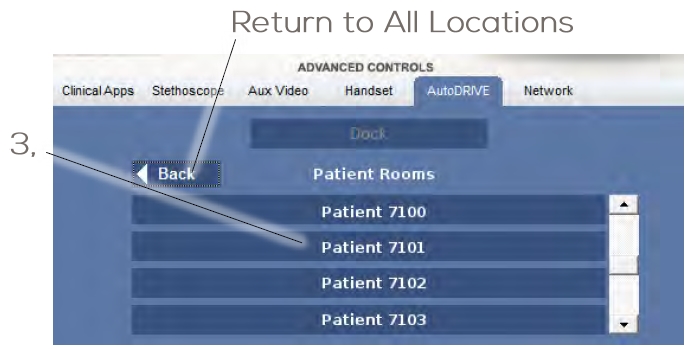 Return to All Locations
ADVANCED CONTROLS
Clinical Apps Stethoscope Aux Video Handset AutoDRIVE Network
Dock
3,
Back Patient Rooms
Patient 7100
Patient 7101
Patient 7102
Patient 7103